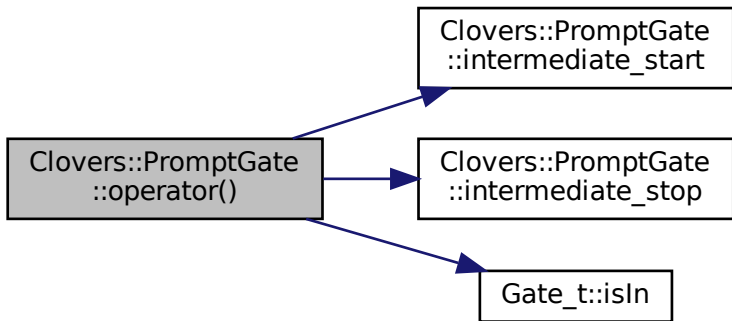 Clovers::PromptGate
::operator()
Clovers::PromptGate
::intermediate_start
Clovers::PromptGate
::intermediate_stop
Gate_t::isIn